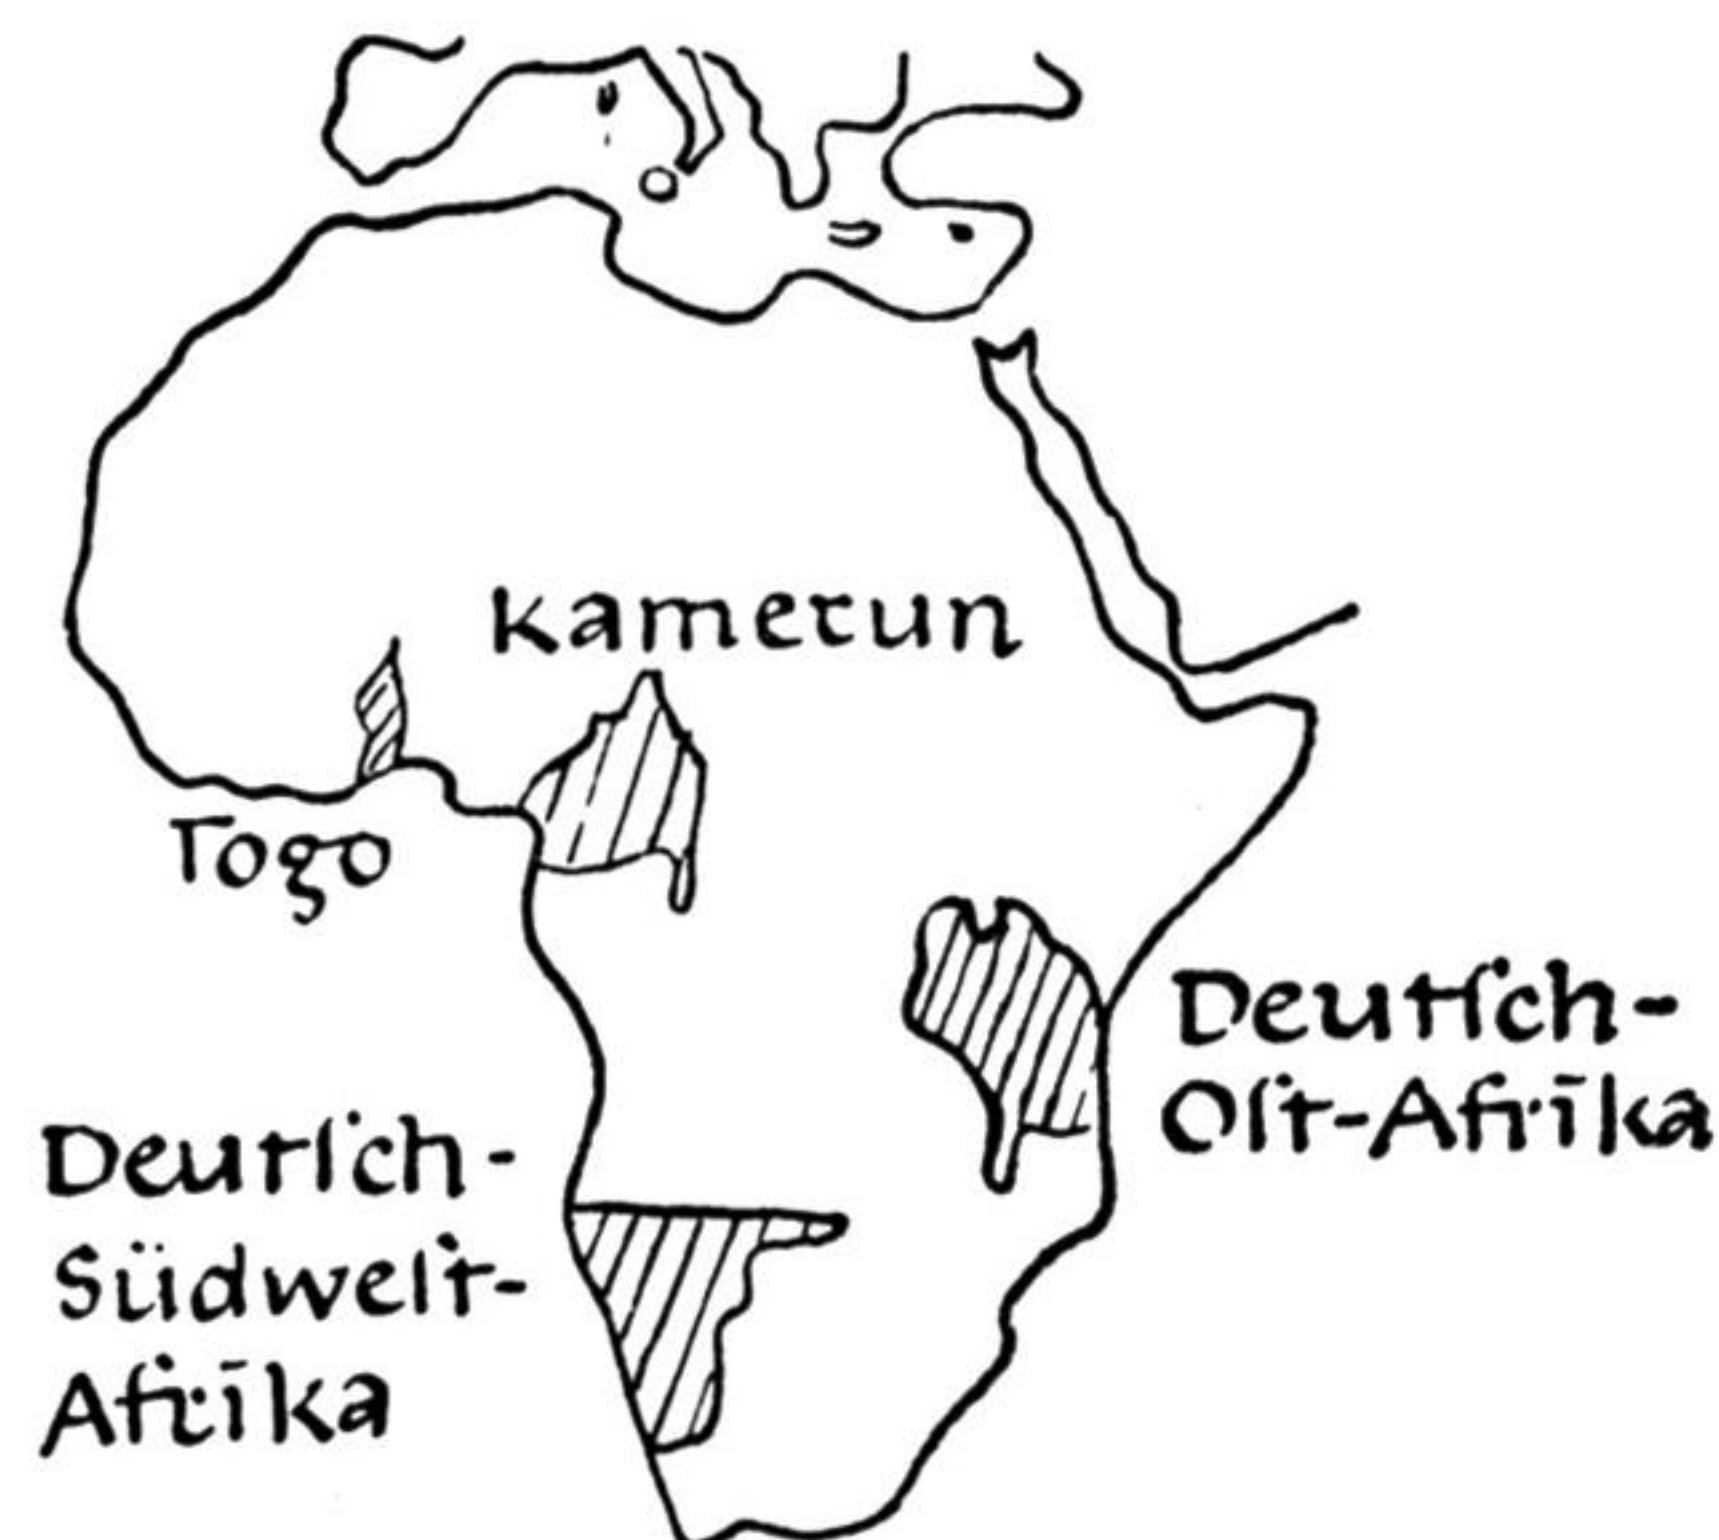 Kamerun
Togo
Deutſch-
Oſt-Afrika
Deutſch-
Südweſt-
Afrika